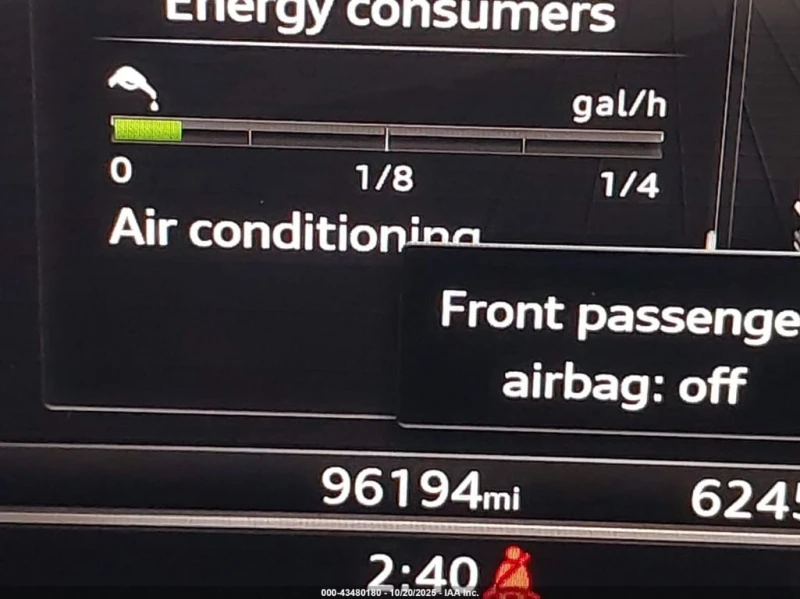 Energy consumers
gal/h
0 1/8 1/4
Air conditioning
Front passenge
airbag: off
96194mi 6245
2:40
000-43480180 - 10/20/2025 - IAA Inc.